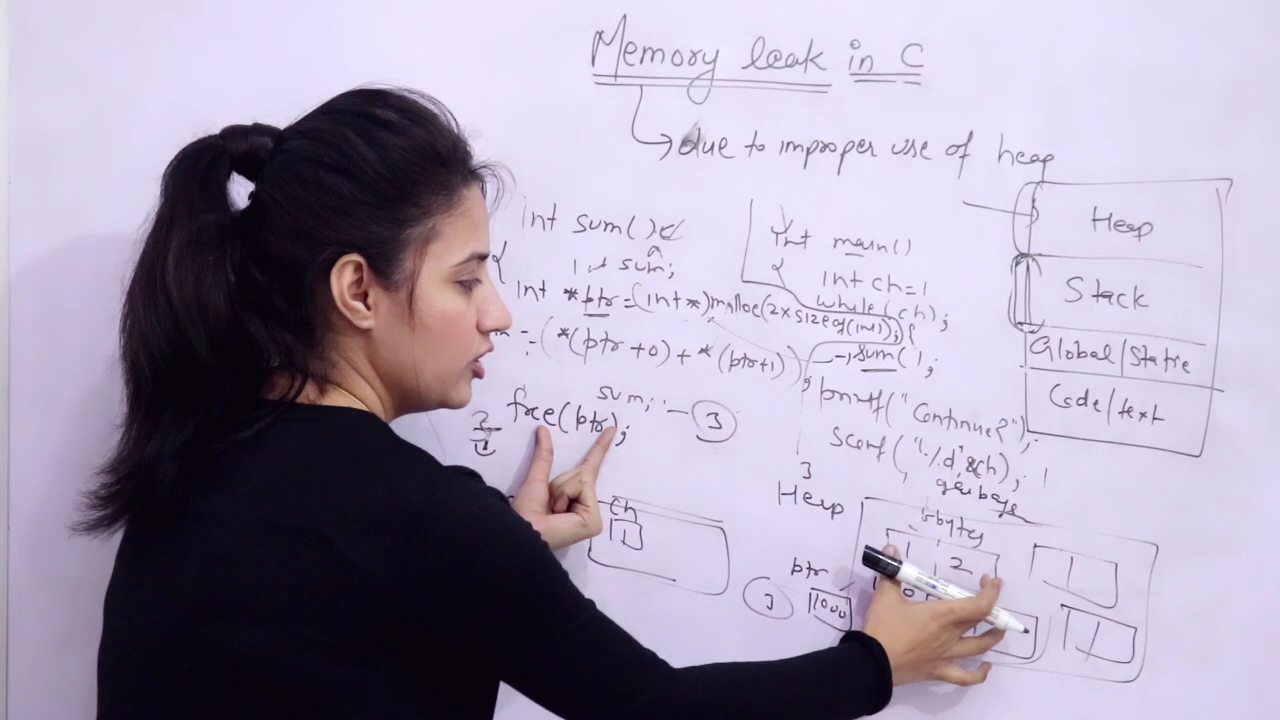 Memory leak in C
due to improper use of heap
int sum()
int sum;
int *ptr = (int*)malloc(2*sizeof(int));
= (*(ptr+0) + *(ptr+1));
sum; - 3
free(ptr);
int main()
{
int ch=1
while(ch)
{
sum();
printf("Continue?");
scanf("%d",&ch);
}
Heap
Stack
Global/Static
Code/text
ch
1
Heap
garbage
bytes
1 2
ptr
1000